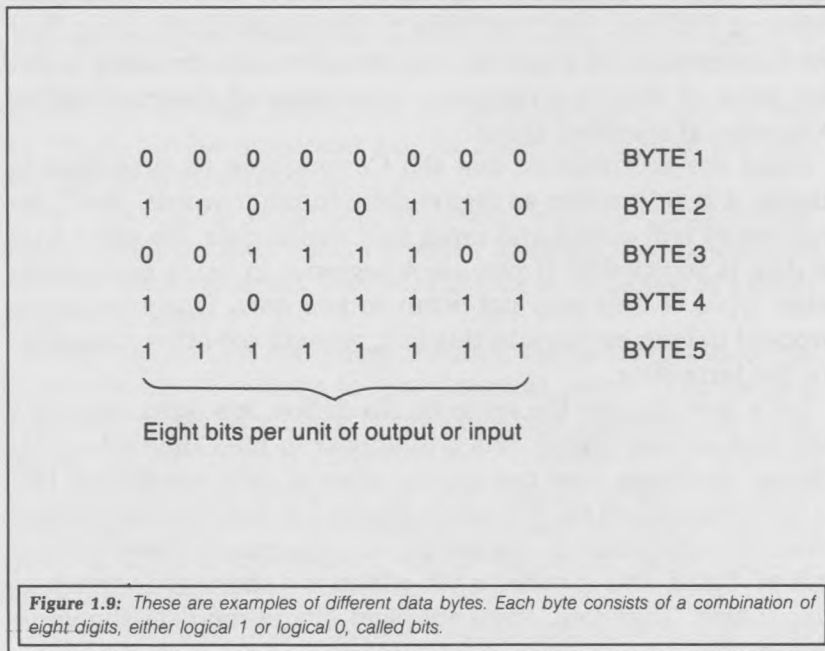 0 0 0 0 0 0 0 0 BYTE 1
1 0 0 0 0 1 0 0 BYTE 2
0 0 1 1 1 1 0 0 BYTE 3
1 0 0 0 1 1 1 1 BYTE 4
1 1 1 1 1 1 1 1 BYTE 5
Eight bits per unit of output or input
Figure 1.9: These are examples of different data bytes. Each byte consists of a combination of
eight digits, either logical 1 or logical 0, called bits.